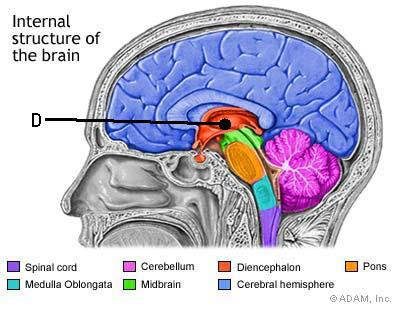 Internal
structure of
the brain
D
Spinal cord
Cerebellum
Diencephalon
Pons
Medulla Oblongata
Midbrain
Cerebral hemisphere
© ADAM, Inc.